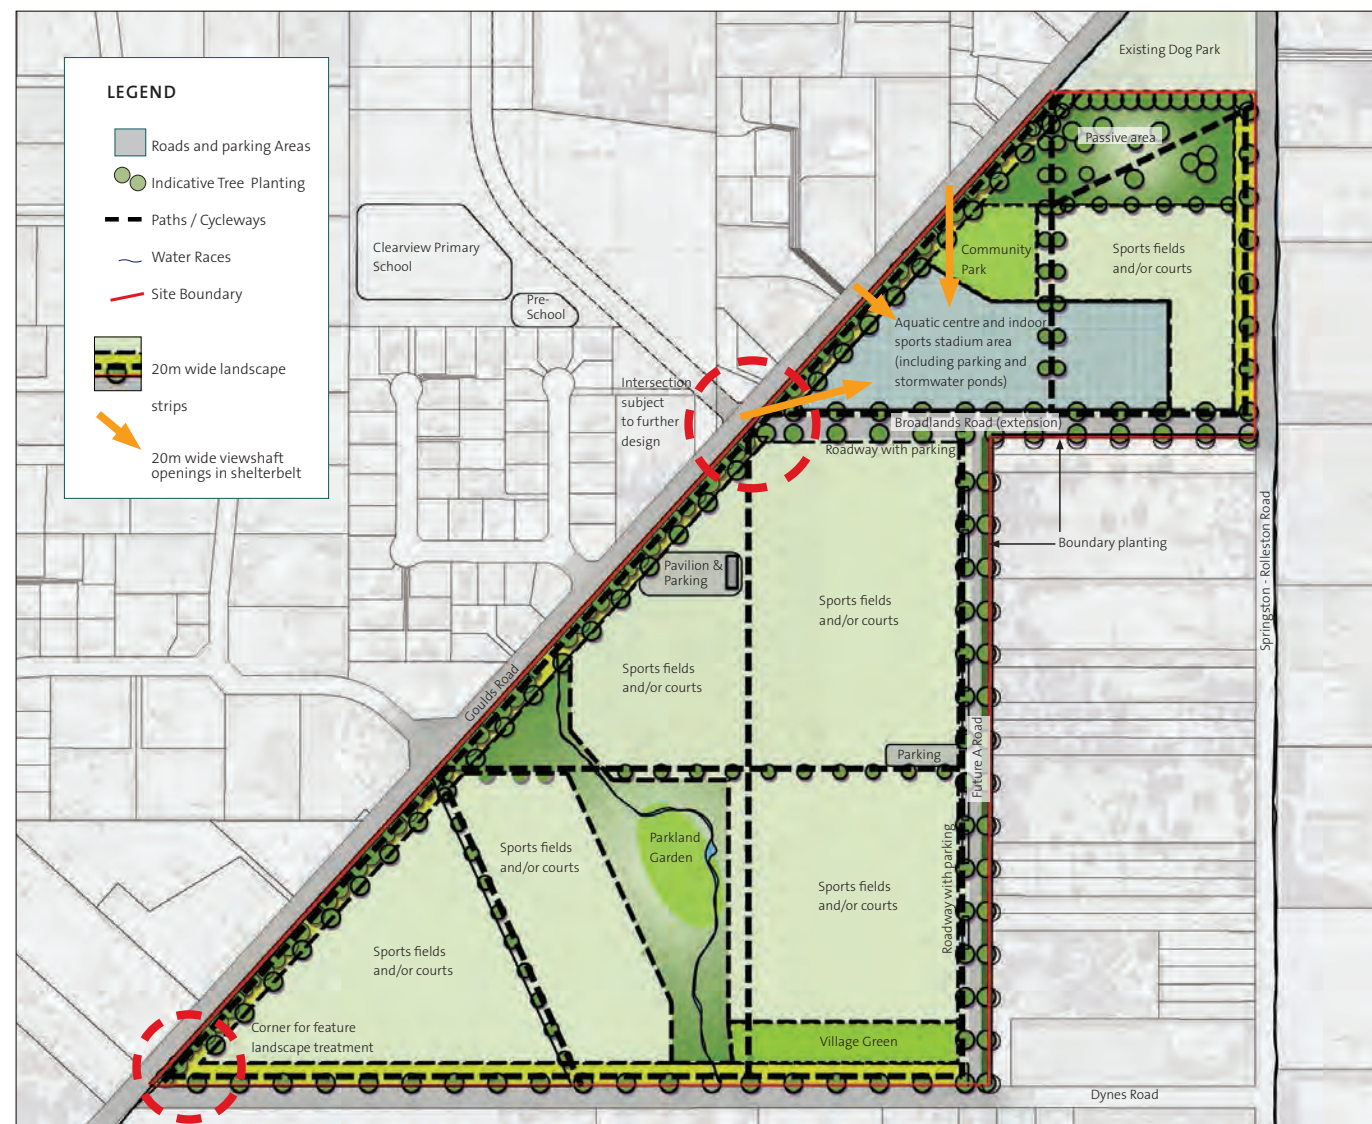 LEGEND
Roads and parking Areas
Indicative Tree Planting
Paths / Cycleways
Water Races
Site Boundary
20m wide landscape
strips
20m wide viewshaft
openings in shelterbelt
Existing Dog Park
Passive area
Clearview Primary
School
Pre-
School
Community
Park
Sports fields
and/or courts
Aquatic centre and indoor
sports stadium area
(including parking and
stormwater ponds)
Intersection
subject
to further
design
Broadlands Road (extension)
Roadway with parking
Boundary planting
Springston - Rolleston Road
Pavilion &
Parking
Sports fields
and/or courts
Sports fields
and/or courts
Goulds Road
Parking
Future A Road
Parkland
Garden
Sports fields
and/or courts
Sports fields
and/or courts
Roadway with parking
Sports fields
and/or courts
Corner for feature
landscape treatment
Village Green
Dynes Road